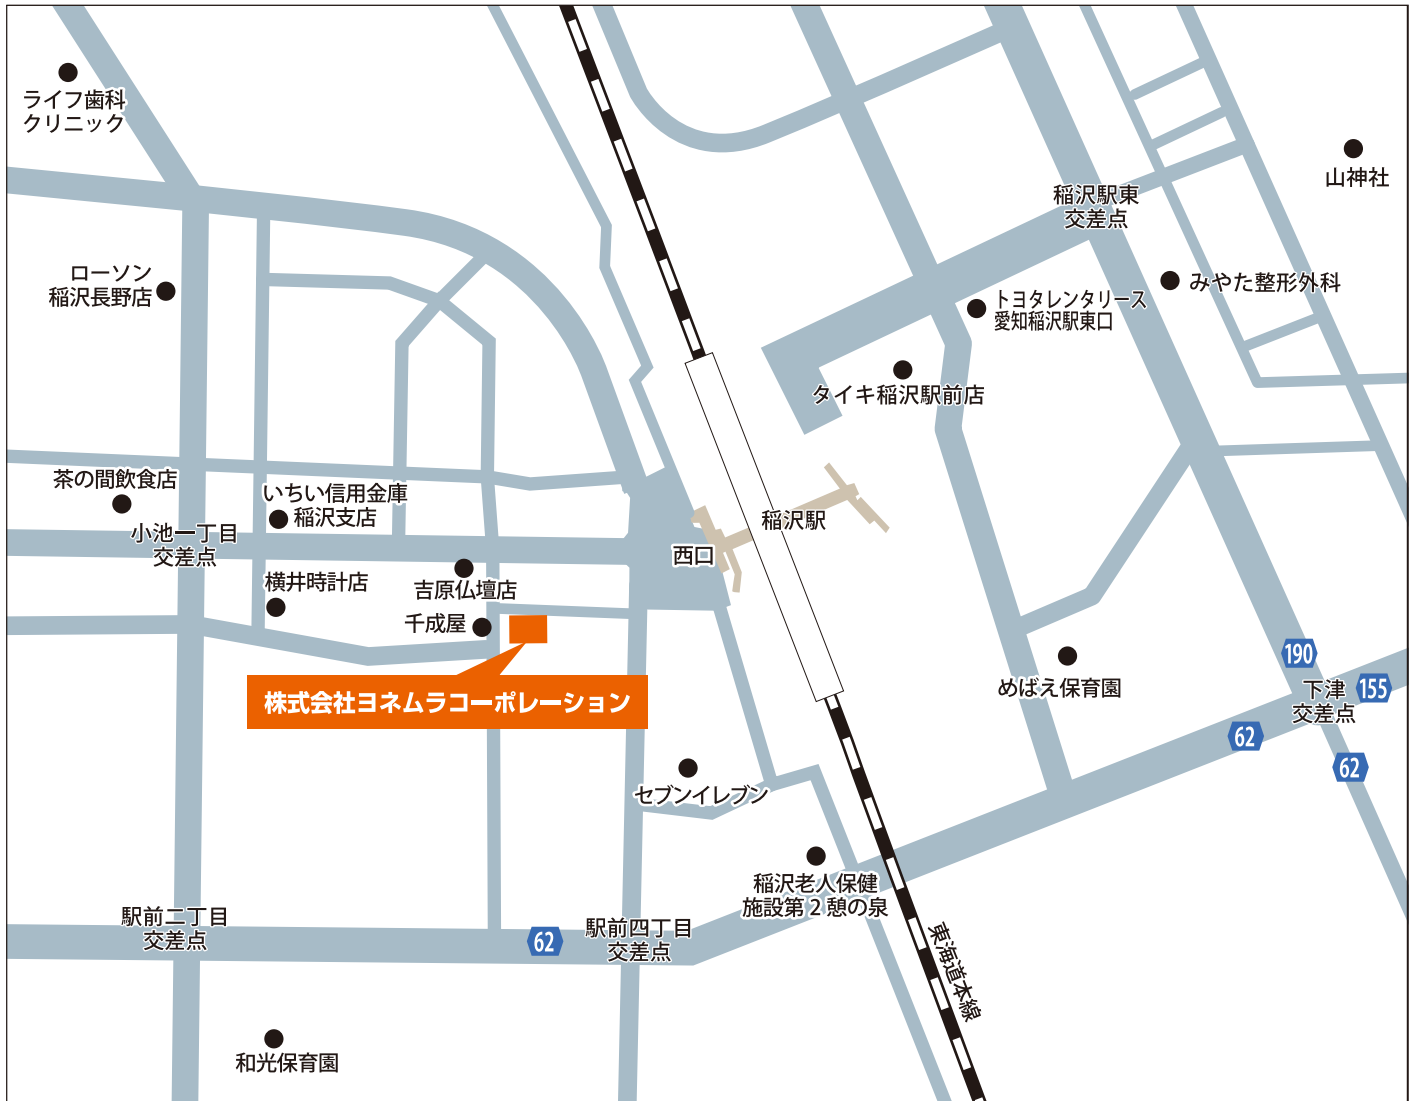 ライフ歯科
クリニック
山神社
稲沢駅東
交差点
ローソン
稲沢長野店
みやた整形外科
トヨタレンタリース
愛知稲沢駅東口
タイキ稲沢駅前店
茶の間飲食店
いちい信用金庫
稲沢支店
小池一丁目
交差点
稲沢駅
西口
横井時計店
吉原仏壇店
千成屋
株式会社ヨネムラコーポレーション
190
155
下津
交差点
めばえ保育園
62
62
セブンイレブン
稲沢老人保健
施設第2憩の泉
駅前二丁目
交差点
62
駅前四丁目
交差点
東海道本線
和光保育園